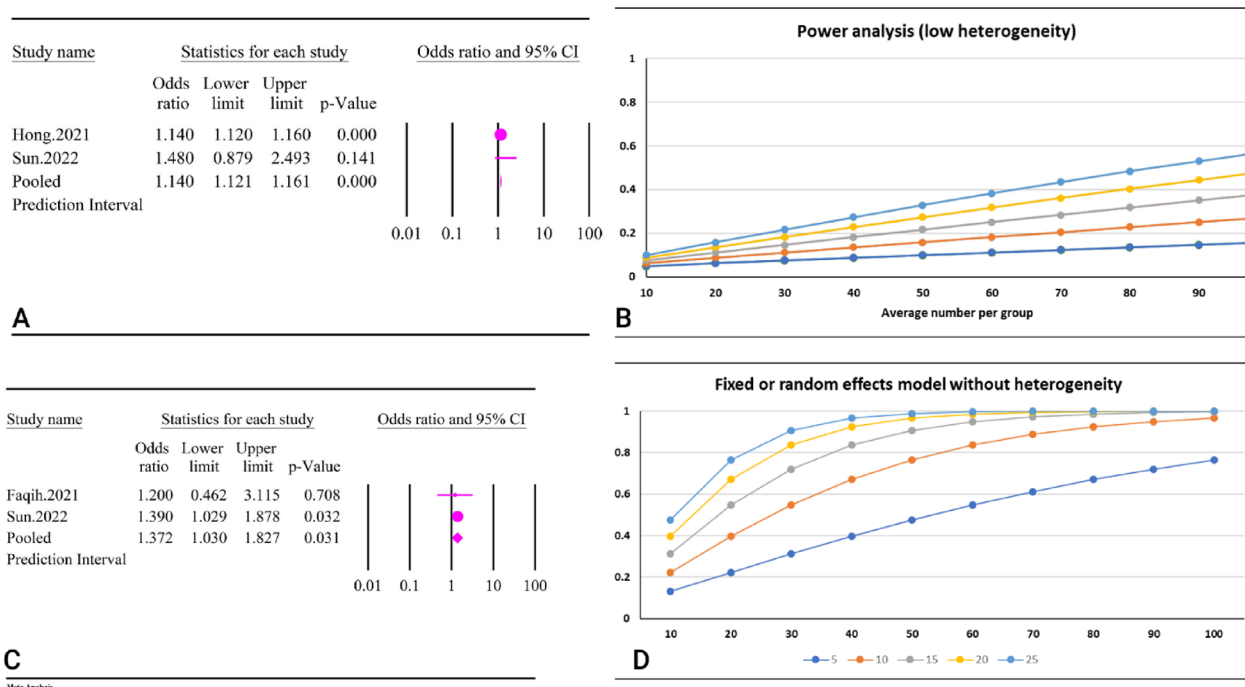 Study name Statistics for each study Odds ratio and 95% CI
Odds Lower Upper
ratio limit limit p-Value
Hong.2021 1.140 1.120 1.160 0.000
Sun.2022 1.480 0.879 2.493 0.141
Pooled 1.140 1.121 1.161 0.000
Prediction Interval
0.01 0.1 1 10 100
A
Power analysis (low heterogeneity)
1
0.8
0.6
0.4
0.2
0
10 20 30 40 50 60 70 80 90
Average number per group
B
Study name Statistics for each study Odds ratio and 95% CI
Odds Lower Upper
ratio limit limit p-Value
Faqih.2021 1.200 0.462 3.115 0.708
Sun.2022 1.390 1.029 1.878 0.032
Pooled 1.372 1.030 1.827 0.031
Prediction Interval
0.01 0.1 1 10 100
C
Meta Analysis
Fixed or random effects model without heterogeneity
1
0.8
0.6
0.4
0.2
0
10 20 30 40 50 60 70 80 90 100
5 10 15 20 25
D